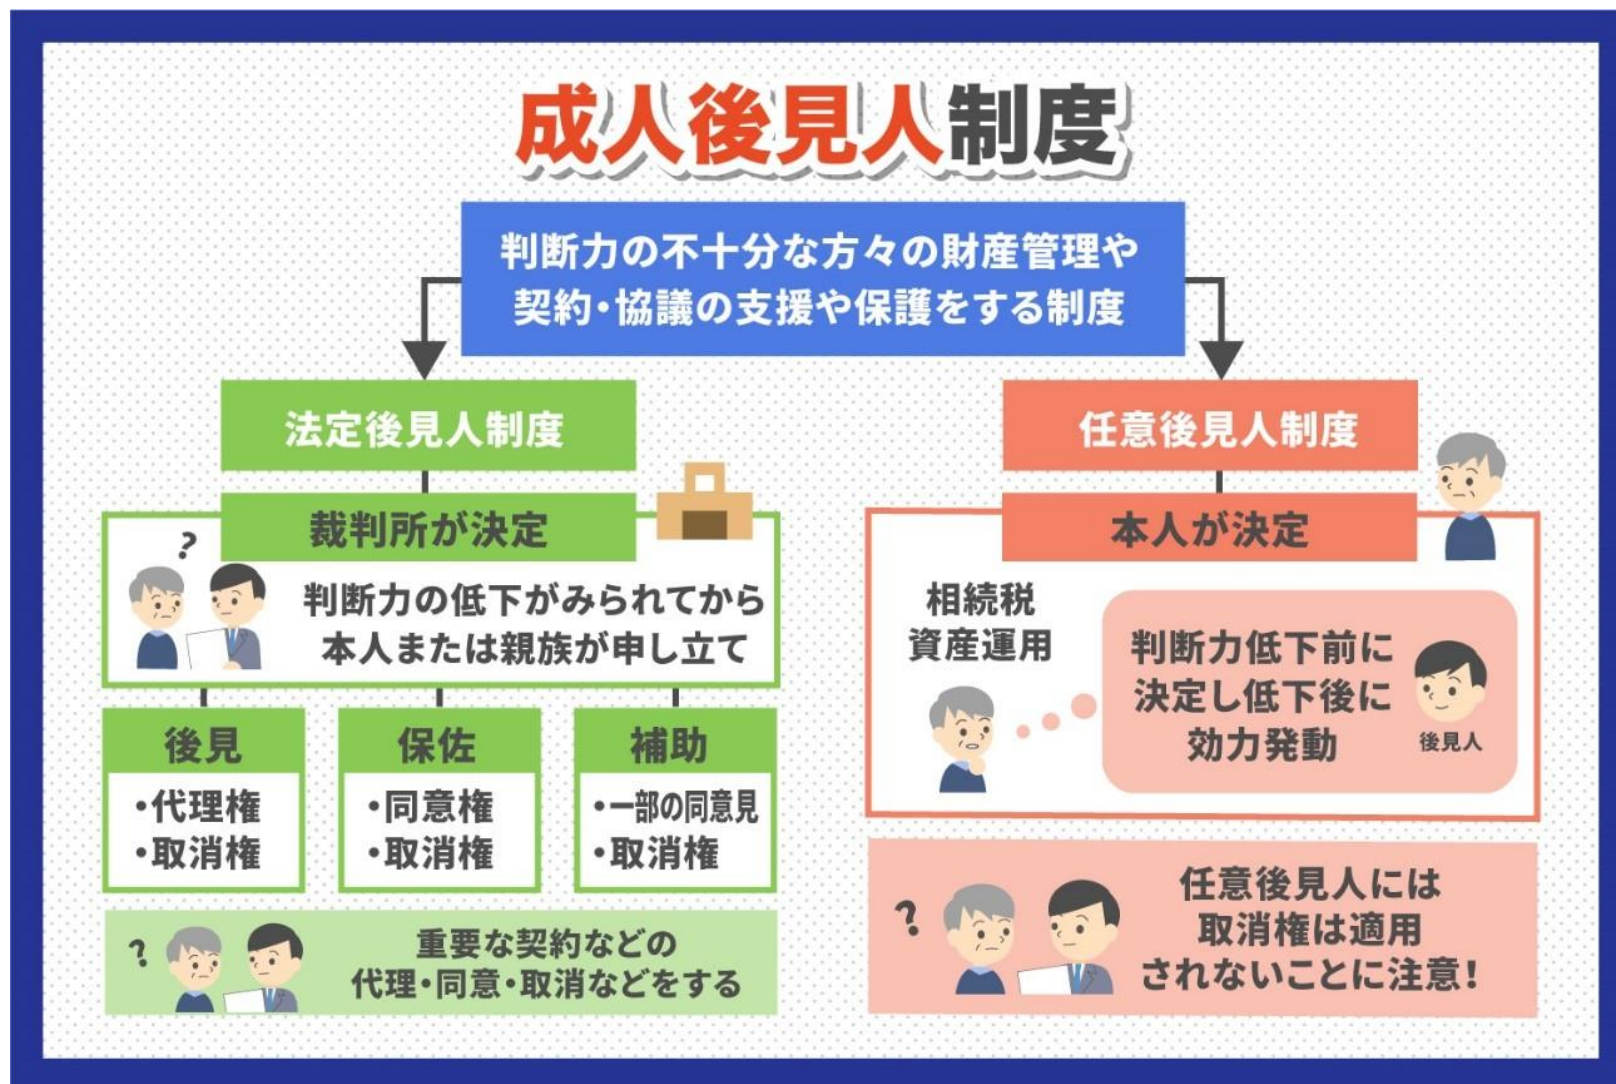 成人後見人制度
判断力の不十分な方々の財産管理や
契約・協議の支援や保護をする制度
法定後見人制度
裁判所が決定
?
判断力の低下がみられてから
本人または親族が申し立て
後見
・代理権
・取消権
保佐
・同意権
・取消権
補助
・一部の同意見
・取消権
?
重要な契約などの
代理・同意・取消などをする
任意後見人制度
本人が決定
相続税
資産運用
判断力低下前に
決定し低下後に
効力発動
後見人
?
任意後見人には
取消権は適用
されないことに注意!